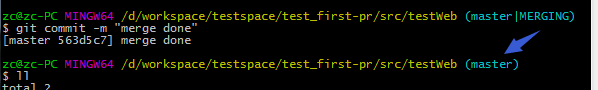 zc@zc-PC MINGW64 /d/workspace/testspace/test_first-pr/src/testWeb (master|MERGING)
$ git commit -m "merge done"
[master 563d5c7] merge done
zc@zc-PC MINGW64 /d/workspace/testspace/test_first-pr/src/testWeb (master)
$ ll
total 2